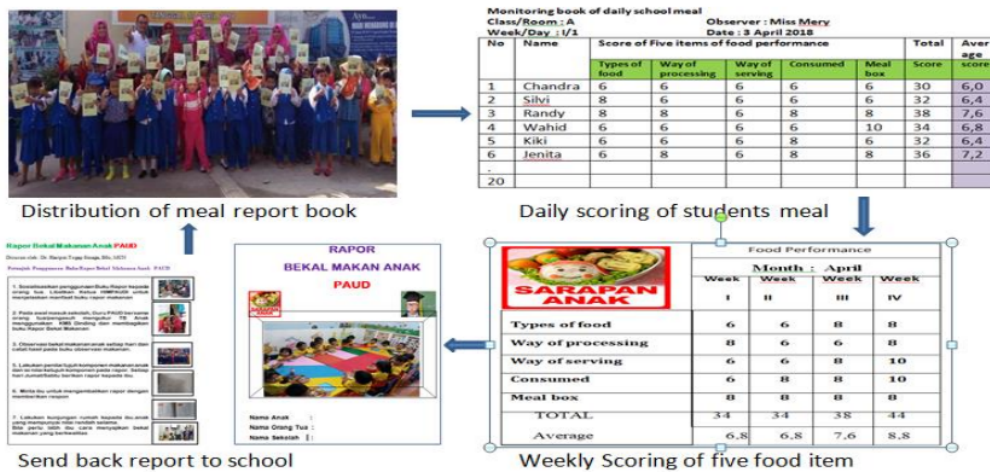 Monitoring book of daily school meal
Class/Room : A Observer : Miss Mery
Week/Day : I/1 Date : 3 April 2018
No Name Score of Five items of food performance Total Average
Types of food Way of processing Way of serving Consumed Meal box Score score
1 Chandra 6 6 6 6 6 30 6,0
2 Silvi 8 6 6 6 6 32 6,4
3 Randy 8 8 6 8 8 38 7,6
4 Wahid 6 6 6 6 10 34 6,8
5 Kiki 6 6 6 8 6 32 6,4
6 Jenita 6 8 6 8 8 36 7,2
.
20
Distribution of meal report book
Daily scoring of students meal
Rapor Bekal Makanan Anak PAUD
RAPOR
BEKAL MAKAN ANAK
PAUD
SARAPAN
ANAK
Nama Anak :
Nama Orang Tua :
Nama Sekolah :
SARAPAN
ANAK
Food Performance
Month : April
Week Week Week Week
I II III IV
Types of food 6 6 8 8
Way of processing 8 6 6 8
Way of serving 6 6 8 10
Consumed 6 8 8 10
Meal box 8 8 8 8
TOTAL 34 34 38 44
Average 6,8 6,8 7,6 8,8
Send back report to school
Weekly Scoring of five food item